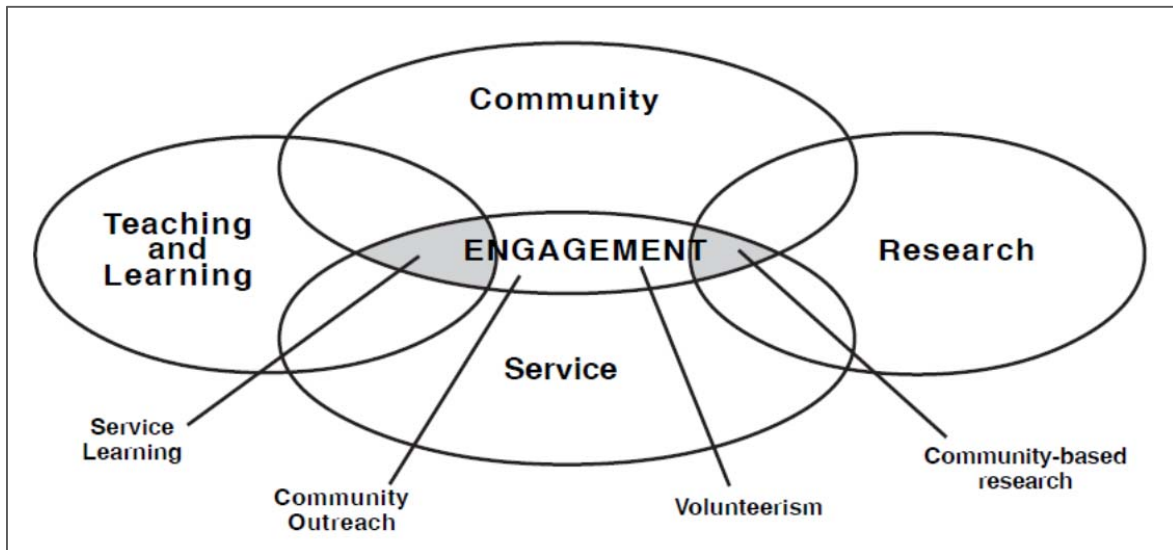 Community
Teaching
and
Learning
ENGAGEMENT
Research
Service
Service
Learning
Community
Outreach
Volunteerism
Community-based
research